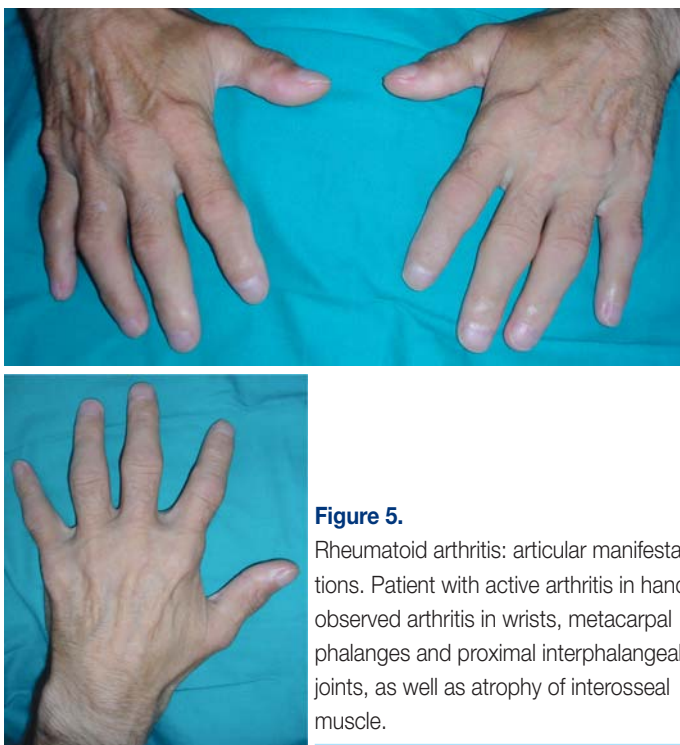 Figure 5.
Rheumatoid arthritis: articular manifesta-
tions. Patient with active arthritis in hand
observed arthritis in wrists, metacarpal
phalanges and proximal interphalangeal
joints, as well as atrophy of interosseal
muscle.